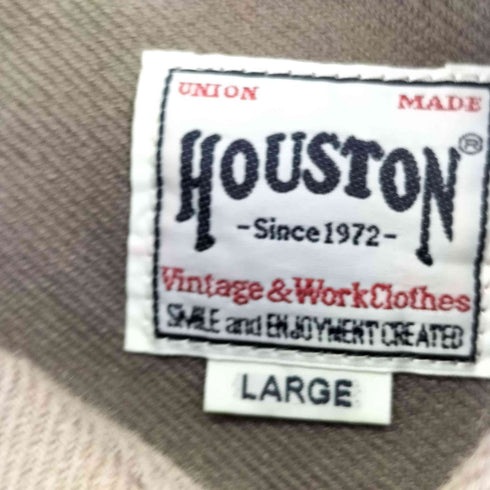 UNION MADE
HOUSTON®
-Since 1972-
Vintage & WorkClothes
SMILE and ENJOYMENT CREATED
LARGE